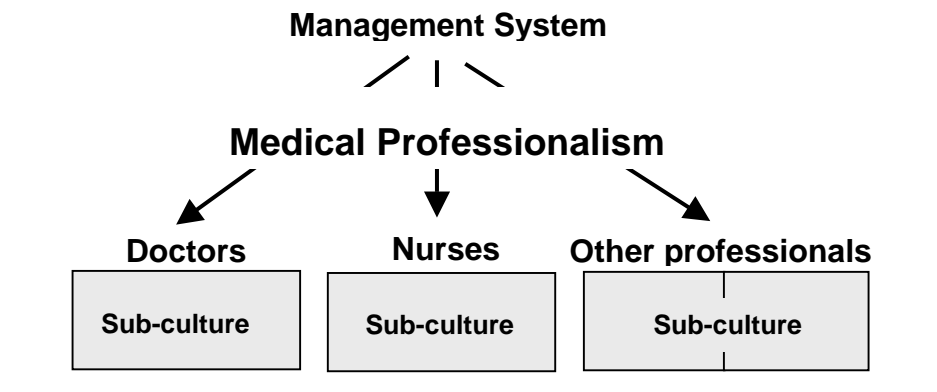 Management System
Medical Professionalism
Doctors Nurses Other professionals
Sub-culture Sub-culture Sub-culture